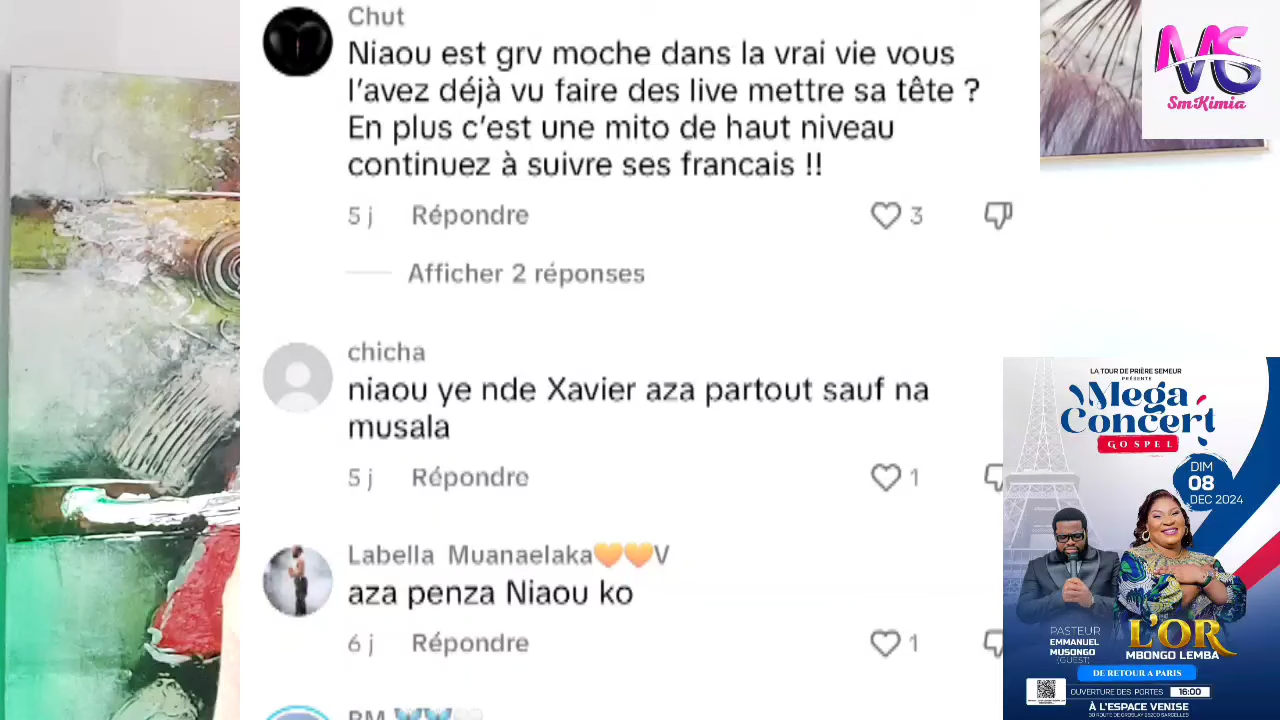 Chut
Niaou est grv moche dans la vrai vie vous
l'avez déjà vu faire des live mettre sa tête ?
En plus c'est une mito de haut niveau
continuez à suivre ses francais !!
5 j Répondre 3
Afficher 2 réponses
chicha
niaou ye nde Xavier aza partout sauf na
musala
5 j Répondre 1
Labella Muanaelaka🧡🧡V
aza penza Niaou ko
6 j Répondre 1
MS
SmKimia
LA TOUR DE PRIÈRE SEMEUR
PRÉSENTE
Mega
Concert
GOSPEL
DIM
08
DEC 2024
PASTEUR
EMMANUEL
MUSONGO
(GUEST)
L'OR
MBONGO LEMBA
DE RETOUR A PARIS
OUVERTURE DES PORTES 16:00
À L'ESPACE VENISE